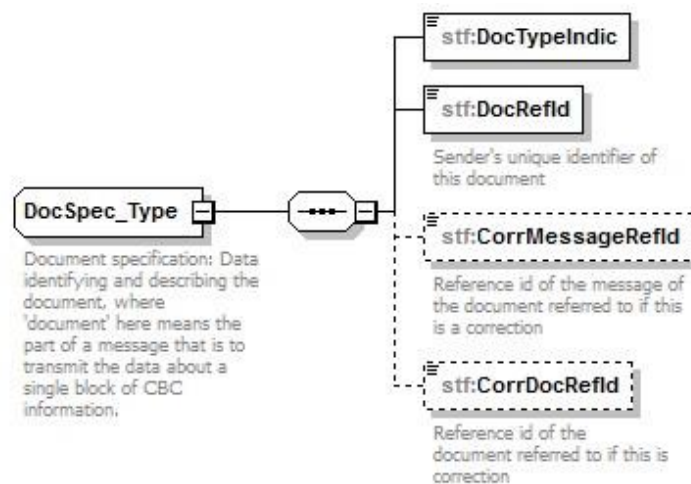 stf:DocTypeIndic
stf:DocRefId
Sender's unique identifier of
this document
DocSpec_Type
Document specification: Data
identifying and describing the
document, where
'document' here means the
part of a message that is to
transmit the data about a
single block of CBC
information.
stf:CorrMessageRefId
Reference id of the message of
the document referred to if this
is a correction
stf:CorrDocRefId
Reference id of the
document referred to if this is
correction